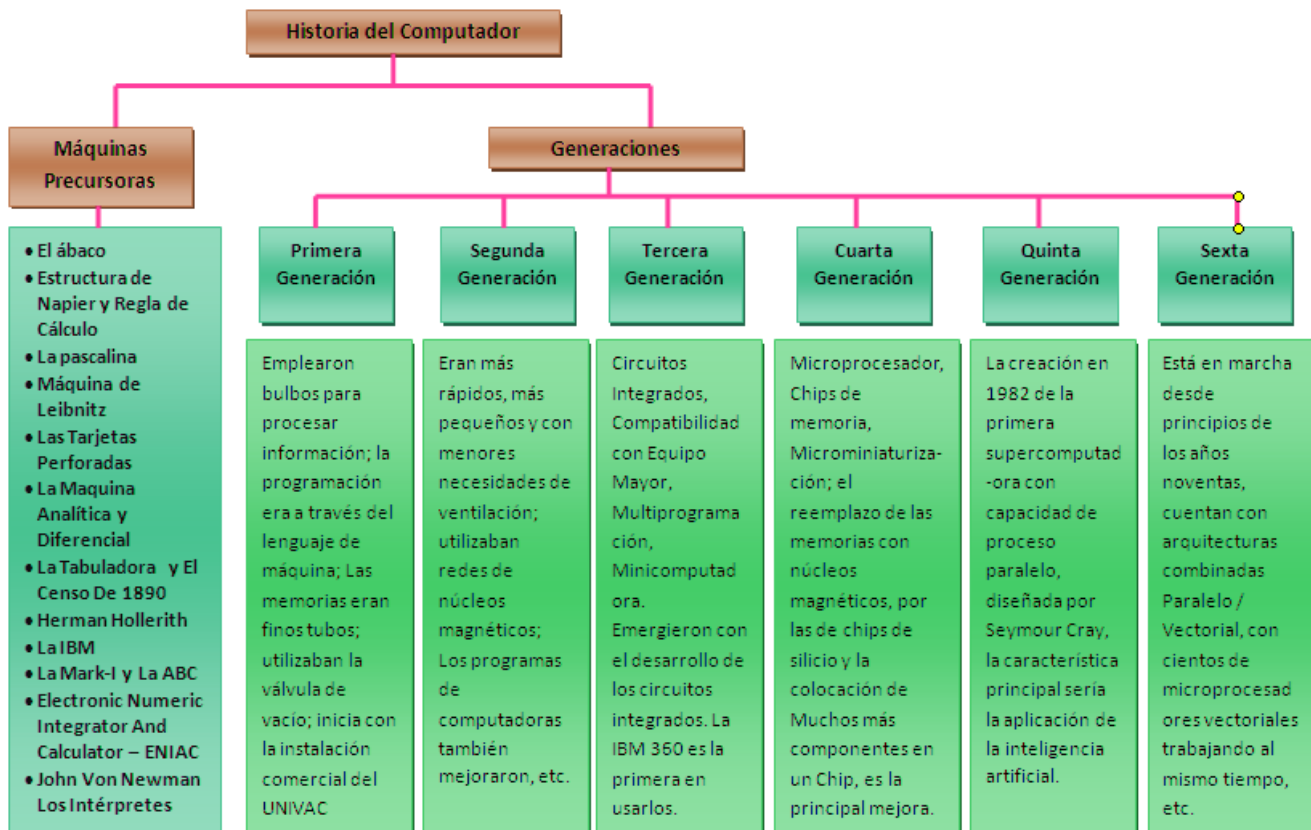 Historia del Computador
Máquinas
Precursoras
Generaciones
• El ábaco
• Estructura de
Napier y Regla de
Cálculo
• La pascalina
• Máquina de
Leibnitz
• Las Tarjetas
Perforadas
• La Maquina
Analítica y
Diferencial
• La Tabuladora y El
Censo De 1890
• Herman Hollerith
• La IBM
• La Mark-I y La ABC
• Electronic Numeric
Integrator And
Calculator – ENIAC
• John Von Newman
Los Intérpretes
Primera
Generación
Emplearon
bulbos para
procesar
información; la
programación
era a través del
lenguaje de
máquina; Las
memorias eran
finos tubos;
utilizaban la
válvula de
vacío; inicia con
la instalación
comercial del
UNIVAC
Segunda
Generación
Eran más
rápidos, más
pequeños y con
menores
necesidades de
ventilación;
utilizaban
redes de
núcleos
magnéticos;
Los programas
de
computadoras
también
mejoraron, etc.
Tercera
Generación
Circuitos
Integrados,
Compatibilidad
con Equipo
Mayor,
Multiprograma
ción,
Minicomputad
ora.
Emergieron con
el desarrollo de
los circuitos
integrados. La
IBM 360 es la
primera en
usarlos.
Cuarta
Generación
Microprocesador,
Chips de
memoria,
Microminiaturiza-
ción; el
reemplazo de las
memorias con
núcleos
magnéticos, por
las de chips de
silicio y la
colocación de
Muchos más
componentes en
un Chip, es la
principal mejora.
Quinta
Generación
La creación en
1982 de la
primera
supercomputad
-ora con
capacidad de
proceso
paralelo,
diseñada por
Seymour Cray,
la característica
principal sería
la aplicación de
la inteligencia
artificial.
Sexta
Generación
Está en marcha
desde
principios de
los años
noventas,
cuentan con
arquitecturas
combinadas
Paralelo /
Vectorial, con
cientos de
microprocesad
ores vectoriales
trabajando al
mismo tiempo,
etc.